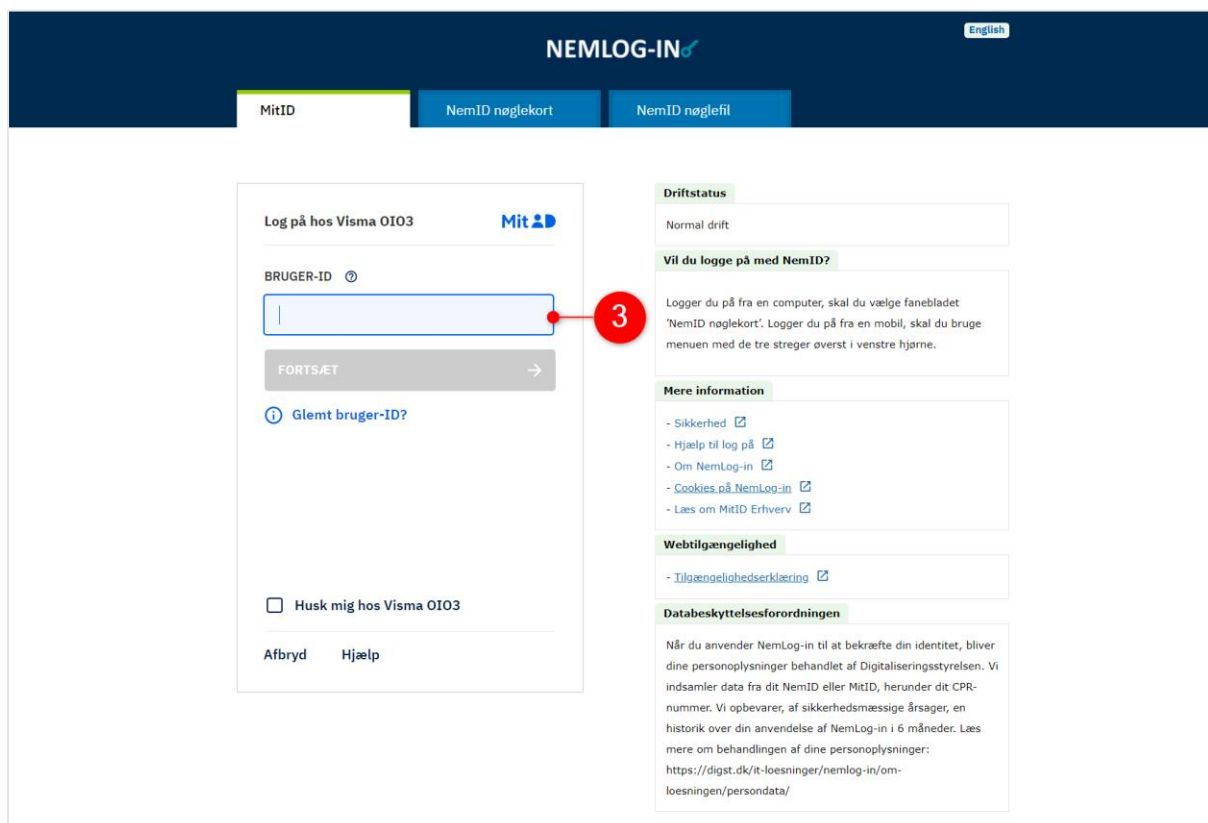 NEMLOG-IN
English
MitID
NemID nøglekort
NemID nøglefil
Log på hos Visma OIO3
Mit
BRUGER-ID
3
FORTSÆT
Glemt bruger-ID?
Husk mig hos Visma OIO3
Afbryd
Hjælp
Driftstatus
Normal drift
Vil du logge på med NemID?
Logger du på fra en computer, skal du vælge fanebladet
'NemID nøglekort'. Logger du på fra en mobil, skal du bruge
menuen med de tre streger øverst i venstre hjørne.
Mere information
- Sikkerhed
- Hjælp til log på
- Om NemLog-in
- Cookies på NemLog-in
- Læs om MitID Erhverv
Webtilgængelighed
- Tilgængelighedserklæring
Databeskyttelsesforordningen
Når du anvender NemLog-in til at bekræfte din identitet, bliver
dine personoplysninger behandlet af Digitaliseringsstyrelsen. Vi
indsamler data fra dit NemID eller MitID, herunder dit CPR-
nummer. Vi opbevarer, af sikkerhedsmæssige årsager, en
historik over din anvendelse af NemLog-in i 6 måneder. Læs
mere om behandlingen af dine personoplysninger:
https://digst.dk/it-loesninger/nemlog-in/om-
loesningen/persondata/